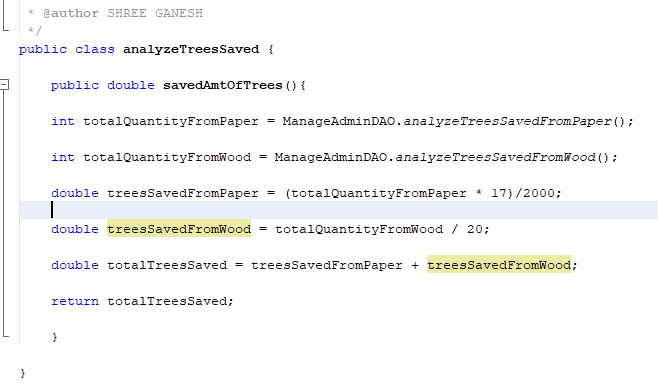 * @author SHREE GANESH
*/
public class analyzeTreesSaved {
public double savedAmtOfTrees(){
int totalQuantityFromPaper = ManageAdminDAO.analyzeTreesSavedFromPaper();
int totalQuantityFromWood = ManageAdminDAO.analyzeTreesSavedFromWood();
double treesSavedFromPaper = (totalQuantityFromPaper * 17)/2000;
double treesSavedFromWood = totalQuantityFromWood / 20;
double totalTreesSaved = treesSavedFromPaper + treesSavedFromWood;
return totalTreesSaved;
}
}